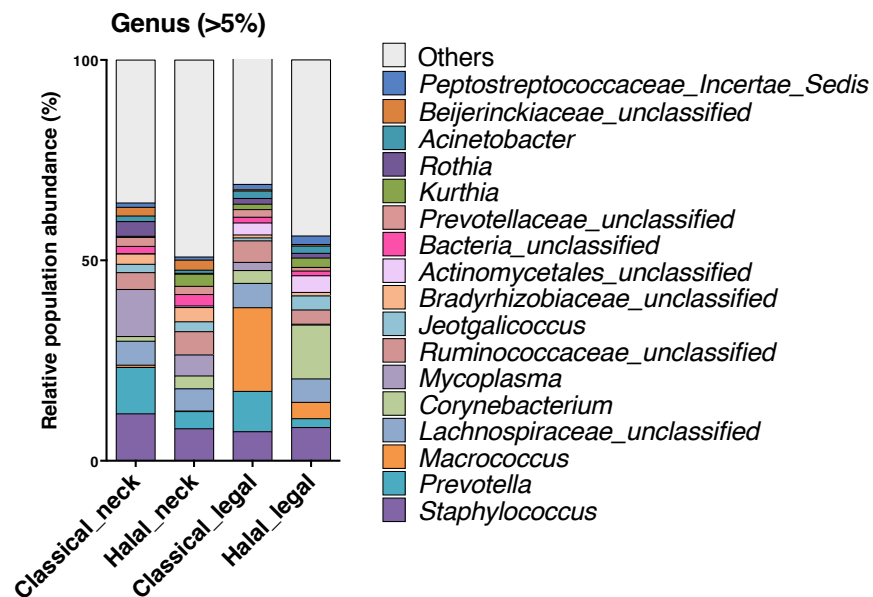 Genus (>5%)
Relative population abundance (%)
100
50
0
Classical_neck
Halal_neck
Classical_legal
Halal_legal
Others
Peptostreptococcaceae_Incertae_Sedis
Beijerinckiaceae_unclassified
Acinetobacter
Rothia
Kurthia
Prevotellaceae_unclassified
Bacteria_unclassified
Actinomycetales_unclassified
Bradyrhizobiaceae_unclassified
Jeotgalicoccus
Ruminococcaceae_unclassified
Mycoplasma
Corynebacterium
Lachnospiraceae_unclassified
Macrococcus
Prevotella
Staphylococcus